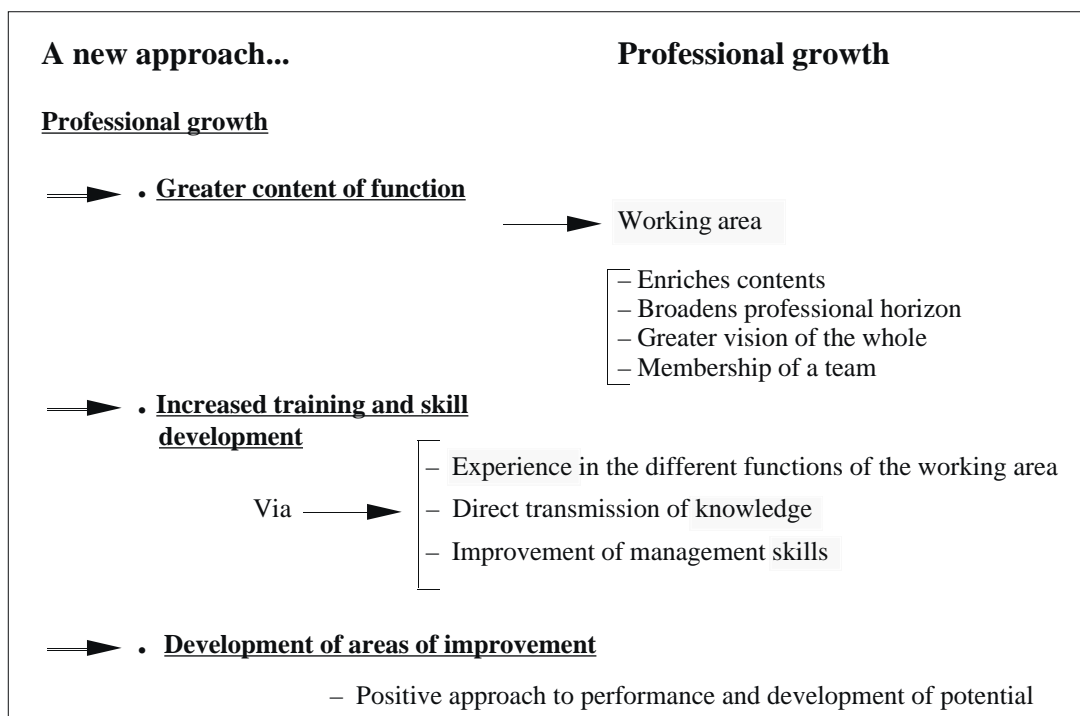 A new approach... Professional growth
Professional growth
• Greater content of function
Working area
– Enriches contents
– Broadens professional horizon
– Greater vision of the whole
– Membership of a team
• Increased training and skill
development
– Experience in the different functions of the working area
Via – Direct transmission of knowledge
– Improvement of management skills
• Development of areas of improvement
– Positive approach to performance and development of potential